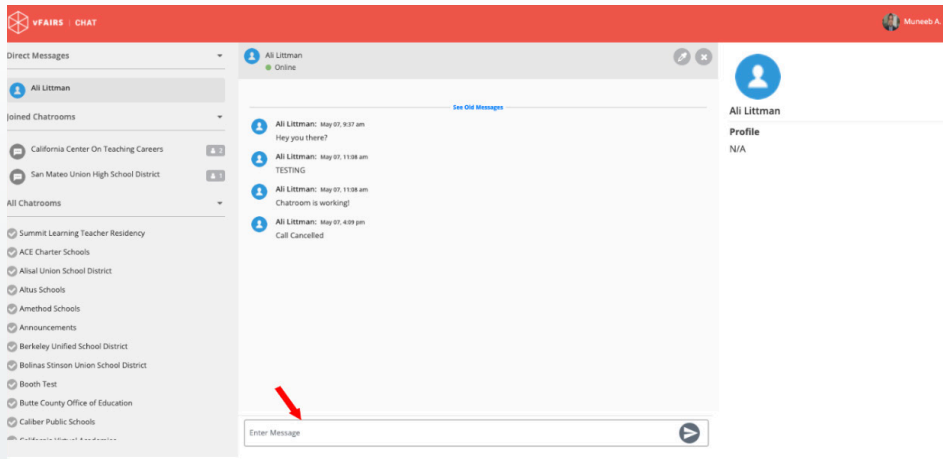 vFAIRS | CHAT
Muneeb A.
Direct Messages
Ali Littman
Joined Chatrooms
California Center On Teaching Careers
2
San Mateo Union High School District
1
All Chatrooms
Summit Learning Teacher Residency
ACE Charter Schools
Alisal Union School District
Altus Schools
Amethod Schools
Announcements
Berkeley Unified School District
Bolinas Stinson Union School District
Booth Test
Butte County Office of Education
Caliber Public Schools
Ali Littman
Online
See Old Messages
Ali Littman: May 07, 9:37 am
Hey you there?
Ali Littman: May 07, 11:08 am
TESTING
Ali Littman: May 07, 11:08 am
Chatroom is working!
Ali Littman: May 07, 4:09 pm
Call Cancelled
Enter Message
Ali Littman
Profile
N/A